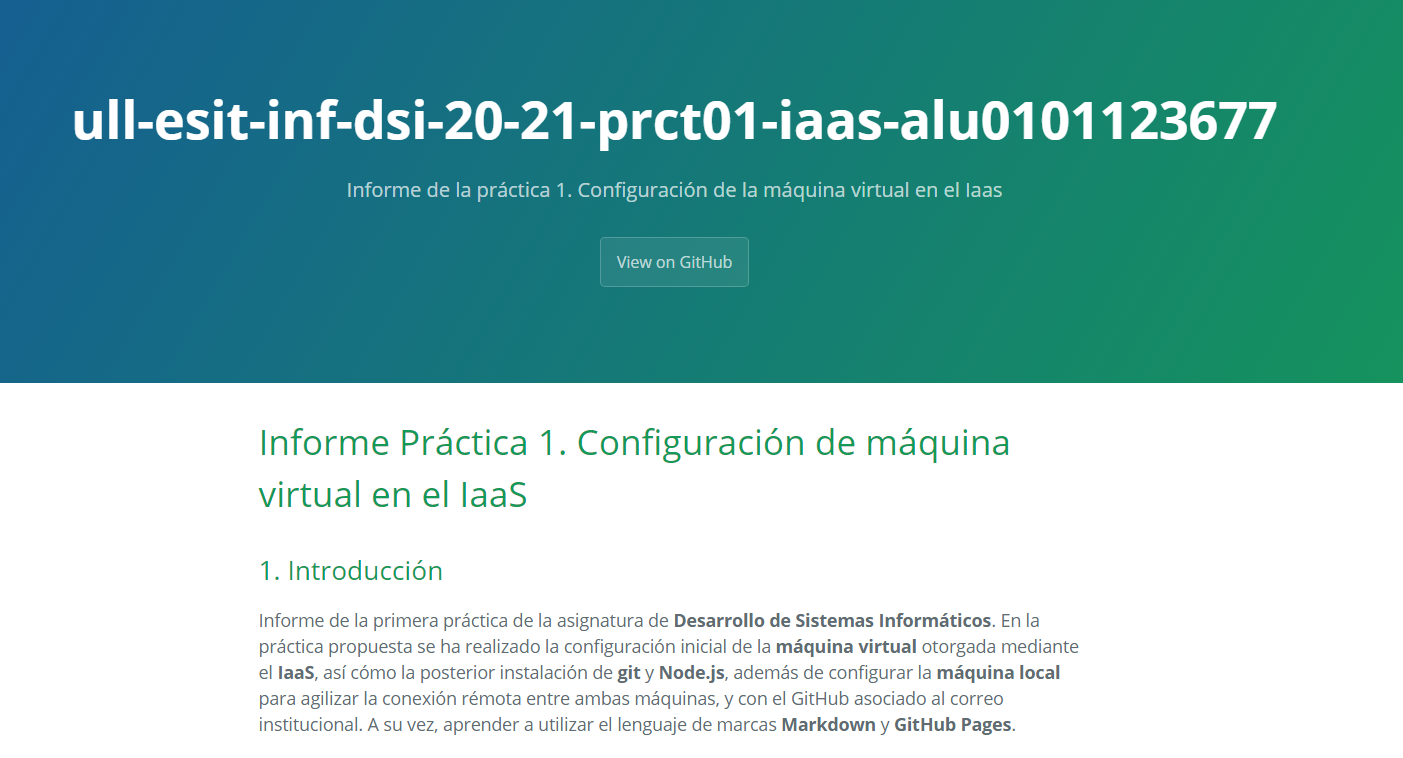 ull-esit-inf-dsi-20-21-prct01-iaas-alu0101123677
Informe de la práctica 1. Configuración de la máquina virtual en el Iaas
View on GitHub
Informe Práctica 1. Configuración de máquina
virtual en el IaaS
1. Introducción
Informe de la primera práctica de la asignatura de Desarrollo de Sistemas Informáticos. En la
práctica propuesta se ha realizado la configuración inicial de la máquina virtual otorgada mediante
el IaaS, así cómo la posterior instalación de git y Node.js, además de configurar la máquina local
para agilizar la conexión rémota entre ambas máquinas, y con el GitHub asociado al correo
institucional. A su vez, aprender a utilizar el lenguaje de marcas Markdown y GitHub Pages.